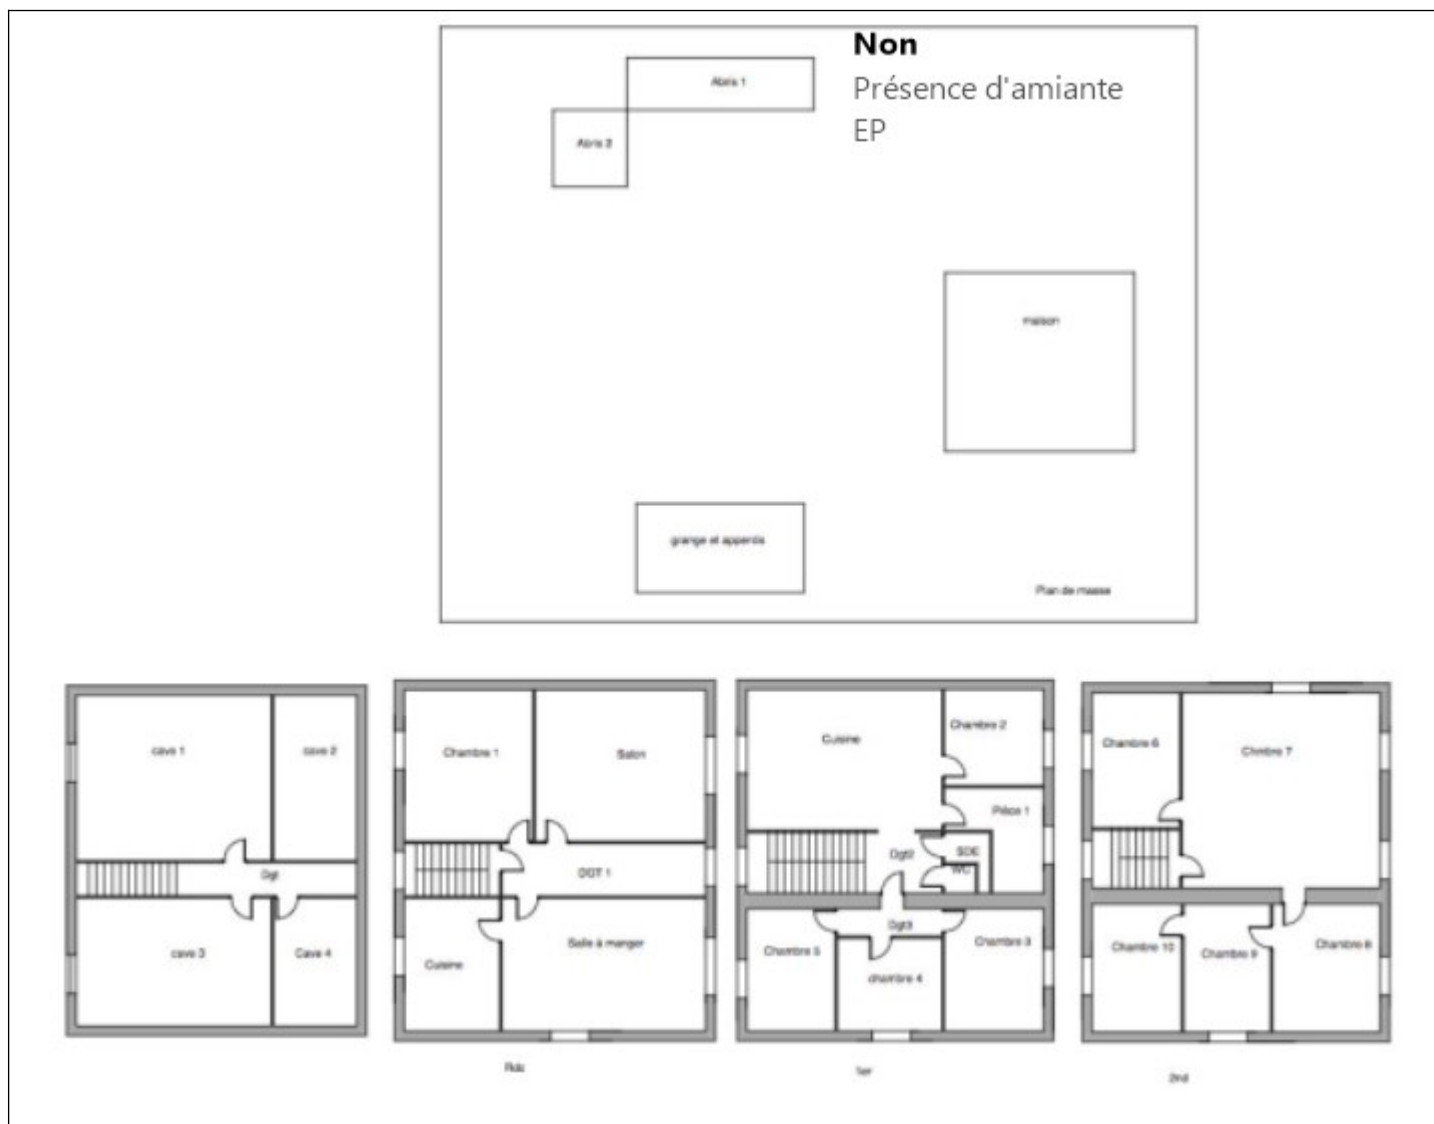 Non
Présence d'amiante
EP
Abris 1
Abris 2
maison
grange et appentis
Plan de masse
cave 1
cave 2
Dgt
cave 3
Cave 4
Chambre 1
Salon
DGT 1
Cuisine
Salle à manger
Rdc
Cuisine
Chambre 2
Pièce 1
Dgt2
SDE
WC
Dgt3
Chambre 5
chambre 4
Chambre 3
1er
Chambre 6
Chmbre 7
Chambre 10
Chambre 9
Chambre 8
2nd